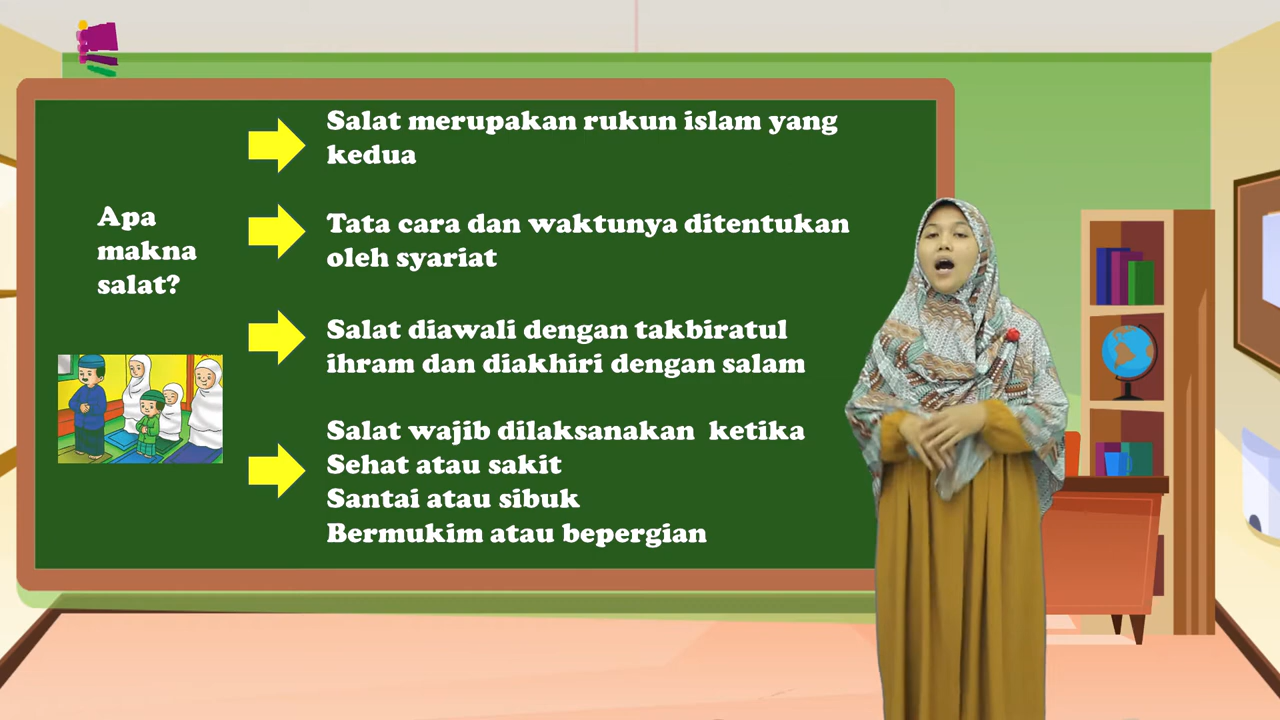 Apa
makna
salat?
Salat merupakan rukun islam yang
kedua
Tata cara dan waktunya ditentukan
oleh syariat
Salat diawali dengan takbiratul
ihram dan diakhiri dengan salam
Salat wajib dilaksanakan  ketika
Sehat atau sakit
Santai atau sibuk
Bermukim atau bepergian